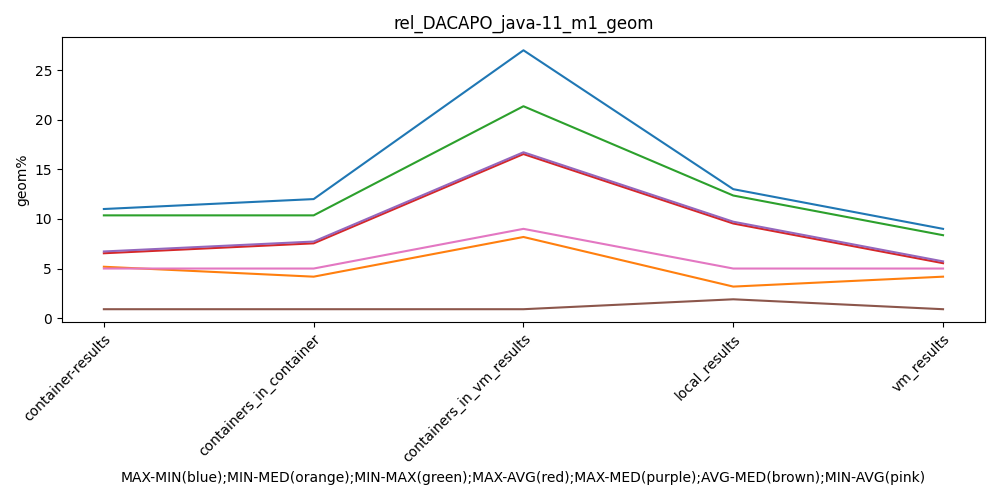 rel_DACAPO_java-11_m1_geom
geom%
25
20
15
10
5
0
container-results
containers_in_container
containers_in_vm_results
local_results
vm_results
MAX-MIN(blue);MIN-MED(orange);MIN-MAX(green);MAX-AVG(red);MAX-MED(purple);AVG-MED(brown);MIN-AVG(pink)